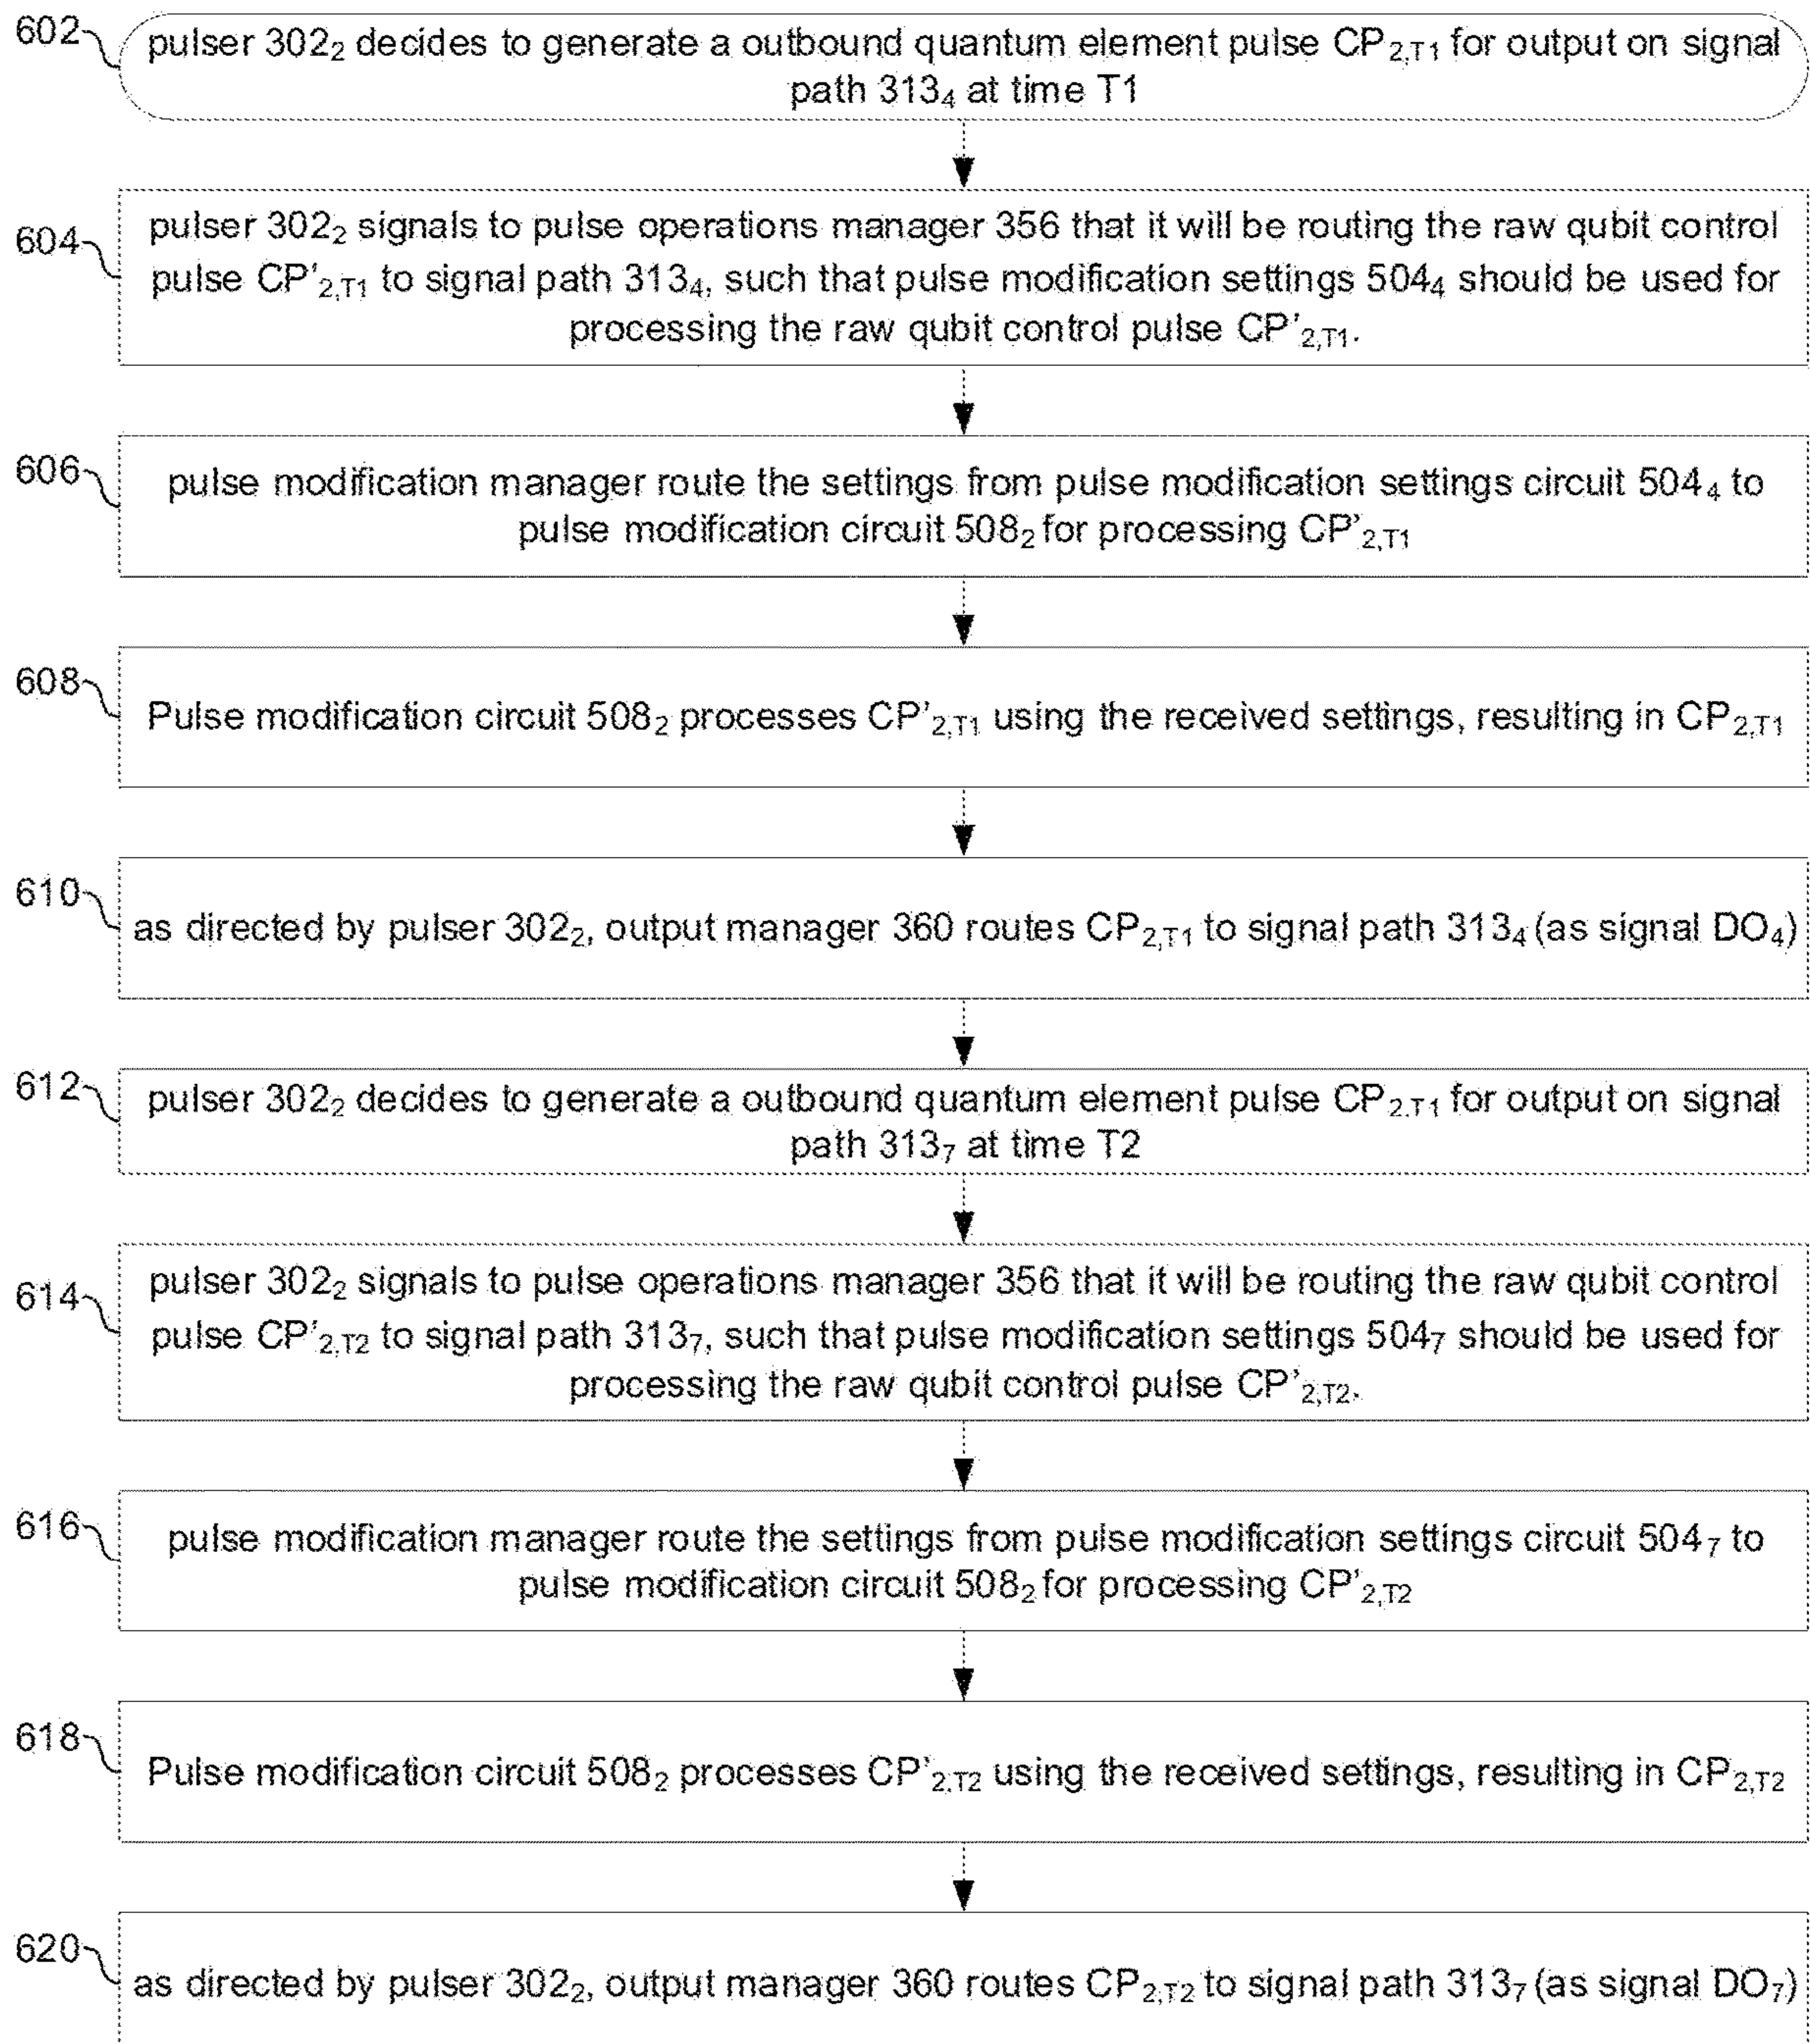 602
pulser 302₂ decides to generate a outbound quantum element pulse CP₂,T1 for output on signal
path 313₄ at time T1
604
pulser 302₂ signals to pulse operations manager 356 that it will be routing the raw qubit control
pulse CP'₂,T1 to signal path 313₄, such that pulse modification settings 504₄ should be used for
processing the raw qubit control pulse CP'₂,T1.
606
pulse modification manager route the settings from pulse modification settings circuit 504₄ to
pulse modification circuit 508₂ for processing CP'₂,T1
608
Pulse modification circuit 508₂ processes CP'₂,T1 using the received settings, resulting in CP₂,T1
610
as directed by pulser 302₂, output manager 360 routes CP₂,T1 to signal path 313₄ (as signal DO₄)
612
pulser 302₂ decides to generate a outbound quantum element pulse CP₂,T1 for output on signal
path 313₇ at time T2
614
pulser 302₂ signals to pulse operations manager 356 that it will be routing the raw qubit control
pulse CP'₂,T2 to signal path 313₇, such that pulse modification settings 504₇ should be used for
processing the raw qubit control pulse CP'₂,T2.
616
pulse modification manager route the settings from pulse modification settings circuit 504₇ to
pulse modification circuit 508₂ for processing CP'₂,T2
618
Pulse modification circuit 508₂ processes CP'₂,T2 using the received settings, resulting in CP₂,T2
620
as directed by pulser 302₂, output manager 360 routes CP₂,T2 to signal path 313₇ (as signal DO₇)